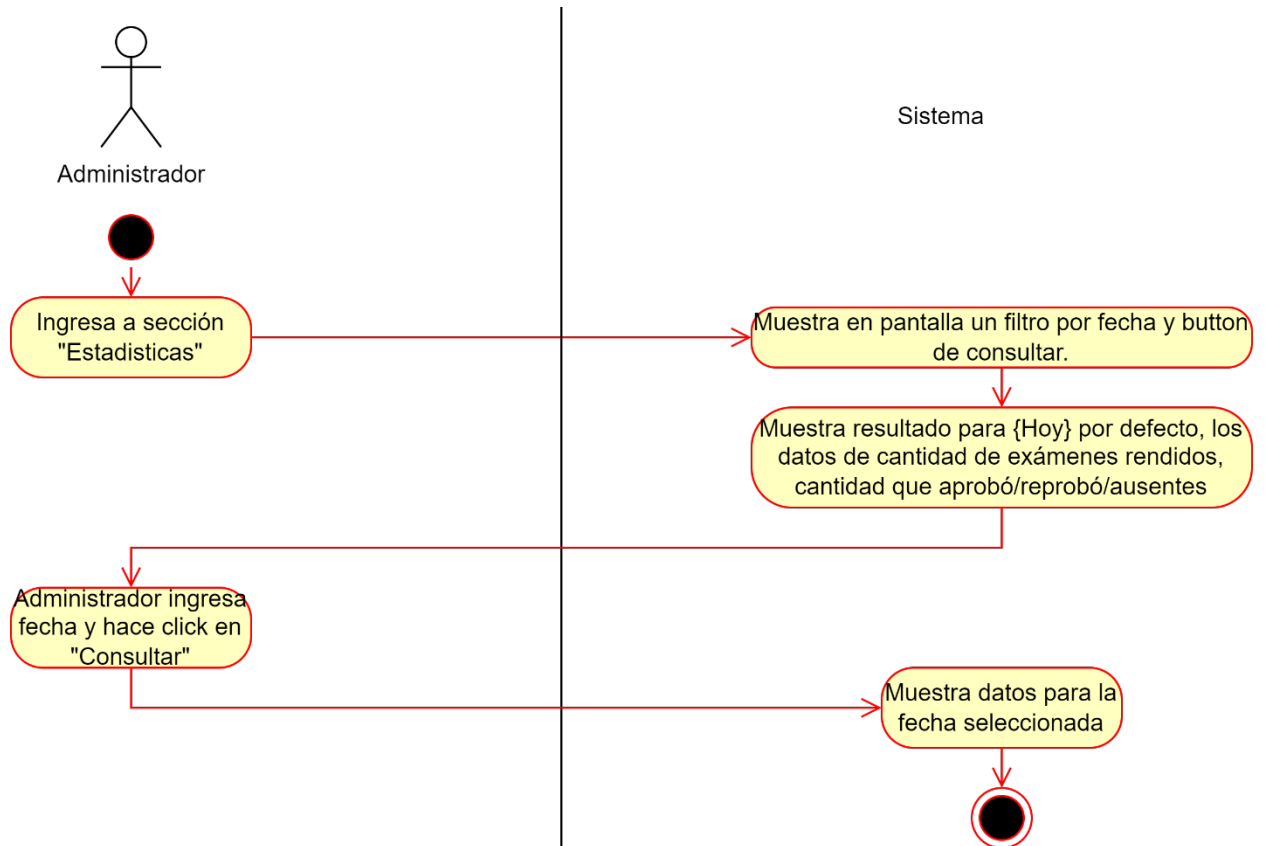 Sistema
Administrador
Ingresa a sección
"Estadisticas"
Muestra en pantalla un filtro por fecha y button
de consultar.
Muestra resultado para {Hoy} por defecto, los
datos de cantidad de exámenes rendidos,
cantidad que aprobó/reprobó/ausentes
Administrador ingresa
fecha y hace click en
"Consultar"
Muestra datos para la
fecha seleccionada